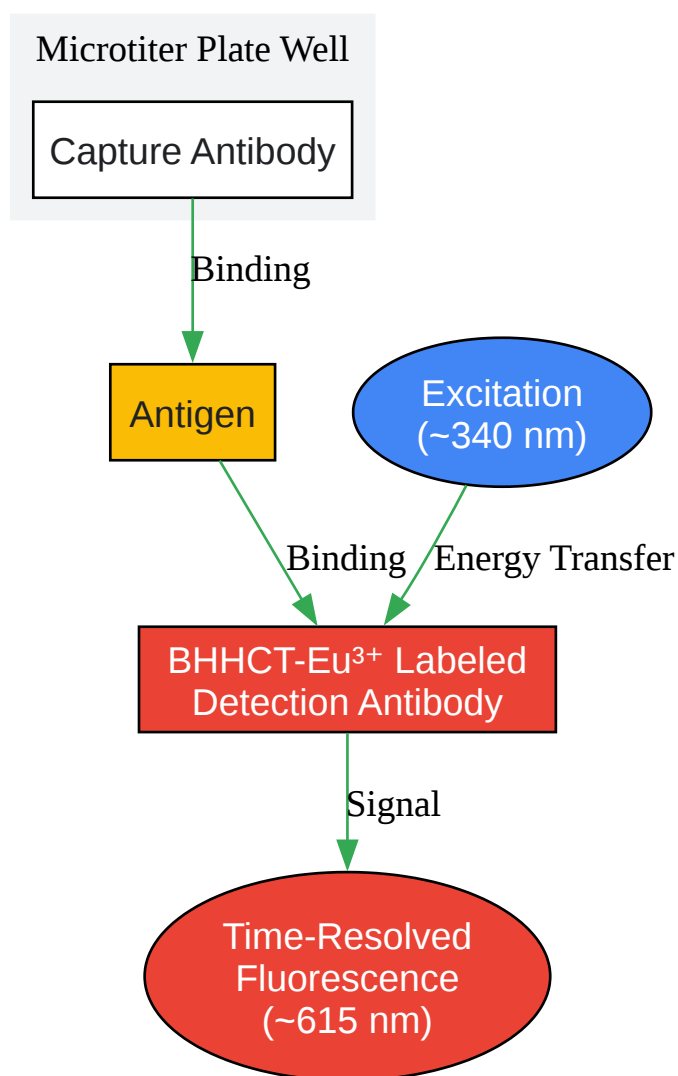 Microtiter Plate Well
Capture Antibody
Binding
Antigen
Excitation
(~340 nm)
Binding
Energy Transfer
BHHCT-Eu³⁺ Labeled
Detection Antibody
Signal
Time-Resolved
Fluorescence
(~615 nm)